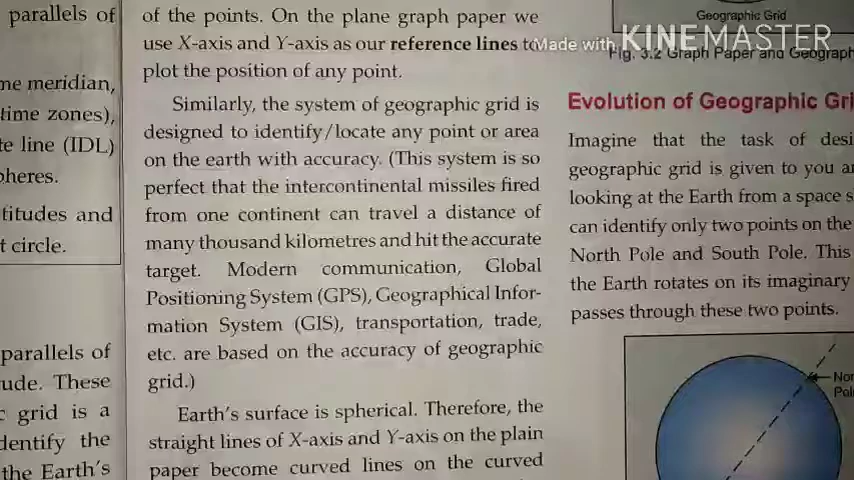 parallels of
ne meridian,
time zones),
te line (IDL)
pheres.
titudes and
t circle.
parallels of
ude. These
c grid is a
dentify the
the Earth's
of the points. On the plane graph paper we
use X-axis and Y-axis as our reference lines to
plot the position of any point.
Similarly, the system of geographic grid is
designed to identify/locate any point or area
on the earth with accuracy. (This system is so
perfect that the intercontinental missiles fired
from one continent can travel a distance of
many thousand kilometres and hit the accurate
target. Modern communication, Global
Positioning System (GPS), Geographical Infor-
mation System (GIS), transportation, trade,
etc. are based on the accuracy of geographic
grid.)
Earth's surface is spherical. Therefore, the
straight lines of X-axis and Y-axis on the plain
paper become curved lines on the curved
Geographic Grid
Made with KINEMASTER
Fig. 3.2 Graph Paper and Geograph
Evolution of Geographic Gri
Imagine that the task of desi
geographic grid is given to you a
looking at the Earth from a space s
can identify only two points on the
North Pole and South Pole. This
the Earth rotates on its imaginary
passes through these two points.
Nor
Pol